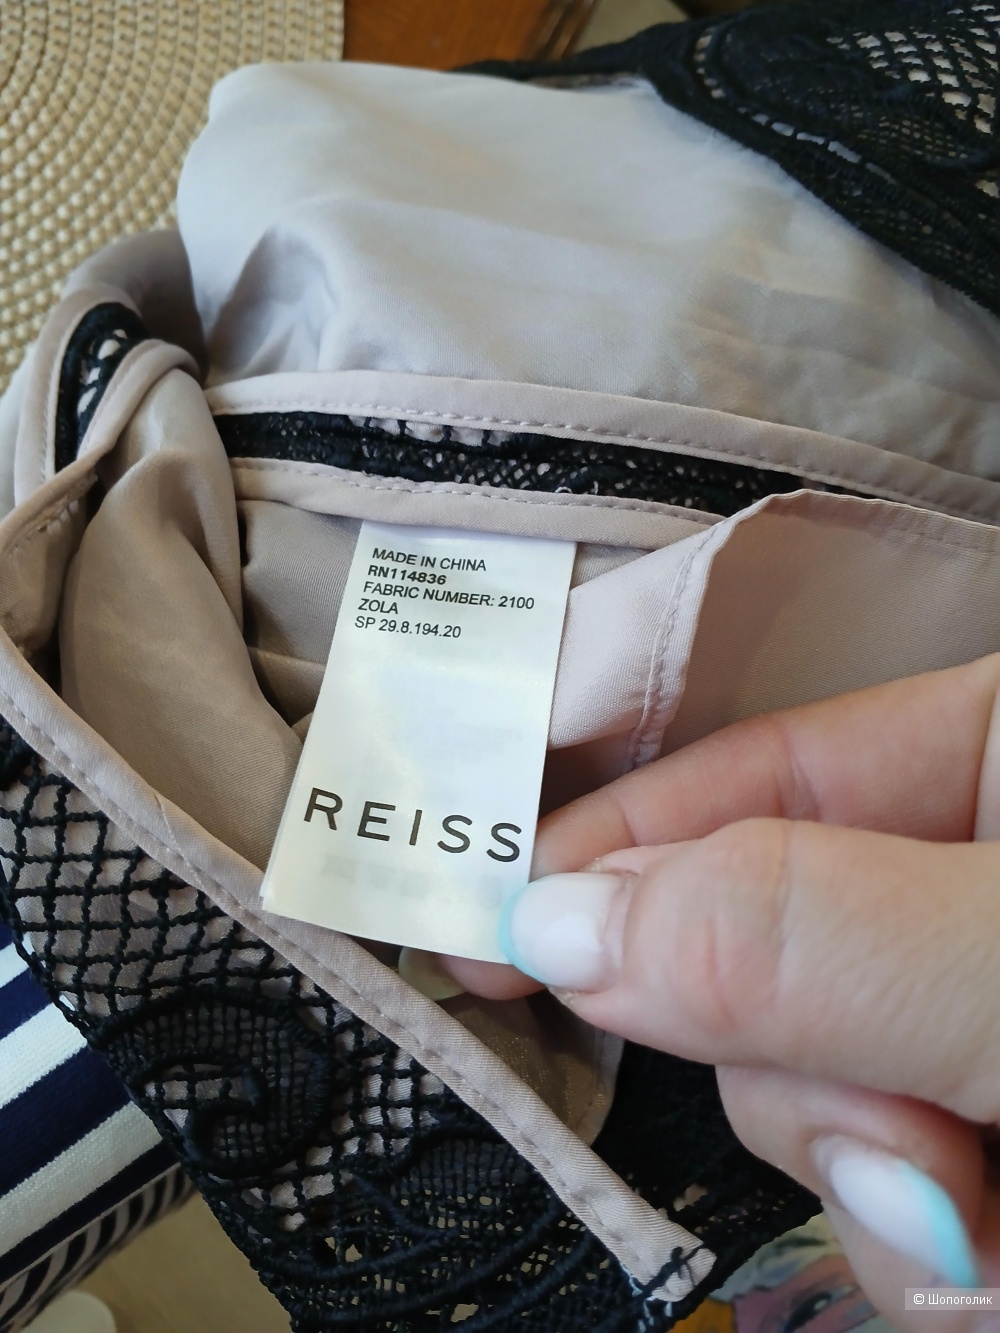 MADE IN CHINA
RN114836
FABRIC NUMBER: 2100
ZOLA
SP 29.8.194.20
REISS
© Шопоголик